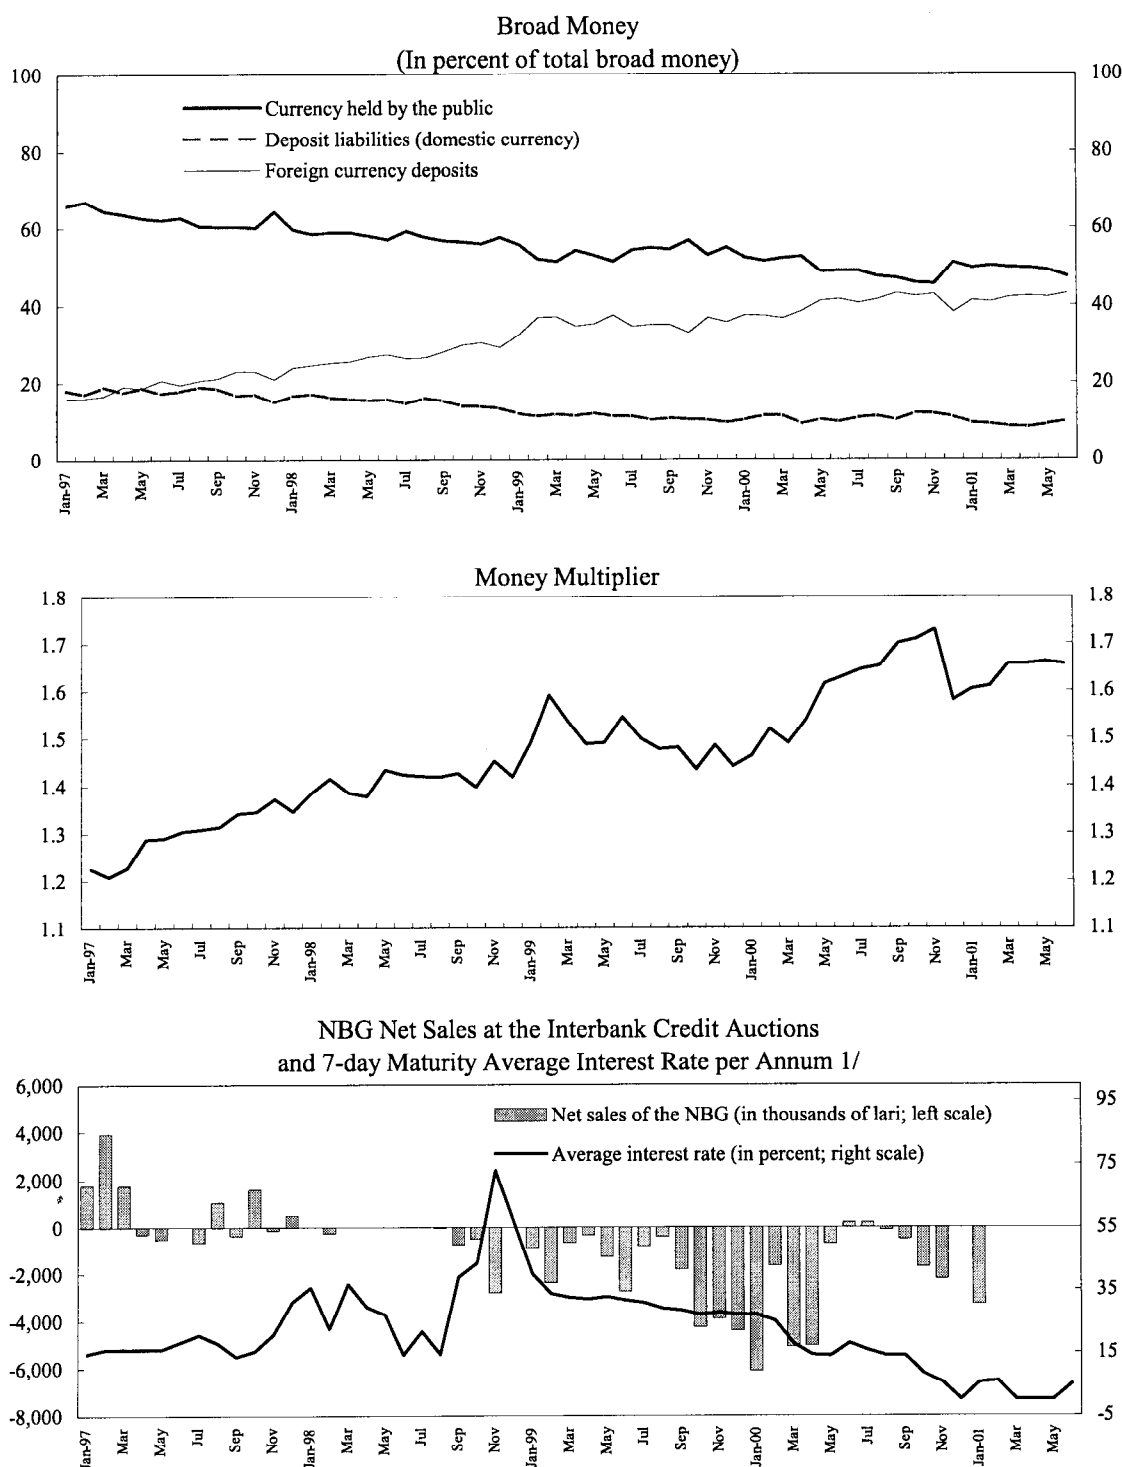 Broad Money
(In percent of total broad money)
100 100
Currency held by the public
Deposit liabilities (domestic currency)
80 80
Foreign currency deposits
60 60
40 40
20 20
0 0
Jan-97 Mar May Jul Sep Nov Jan-98 Mar May Jul Sep Nov Jan-99 Mar May Jul Sep Nov Jan-00 Mar May Jul Sep Nov Jan-01 Mar May
Money Multiplier
1.8 1.8
1.7 1.7
1.6 1.6
1.5 1.5
1.4 1.4
1.3 1.3
1.2 1.2
1.1 1.1
Jan-97 Mar May Jul Sep Nov Jan-98 Mar May Jul Sep Nov Jan-99 Mar May Jul Sep Nov Jan-00 Mar May Jul Sep Nov Jan-01 Mar May
NBG Net Sales at the Interbank Credit Auctions
and 7-day Maturity Average Interest Rate per Annum 1/
6,000 95
Net sales of the NBG (in thousands of lari; left scale)
4,000
Average interest rate (in percent; right scale)
75
2,000
0 55
-2,000
35
-4,000
15
-6,000
-8,000 -5
Jan-97 Mar May Jul Sep Nov Jan-98 Mar May Jul Sep Nov Jan-99 Mar May Jul Sep Nov Jan-00 Mar May Jul Sep Nov Jan-01 Mar May